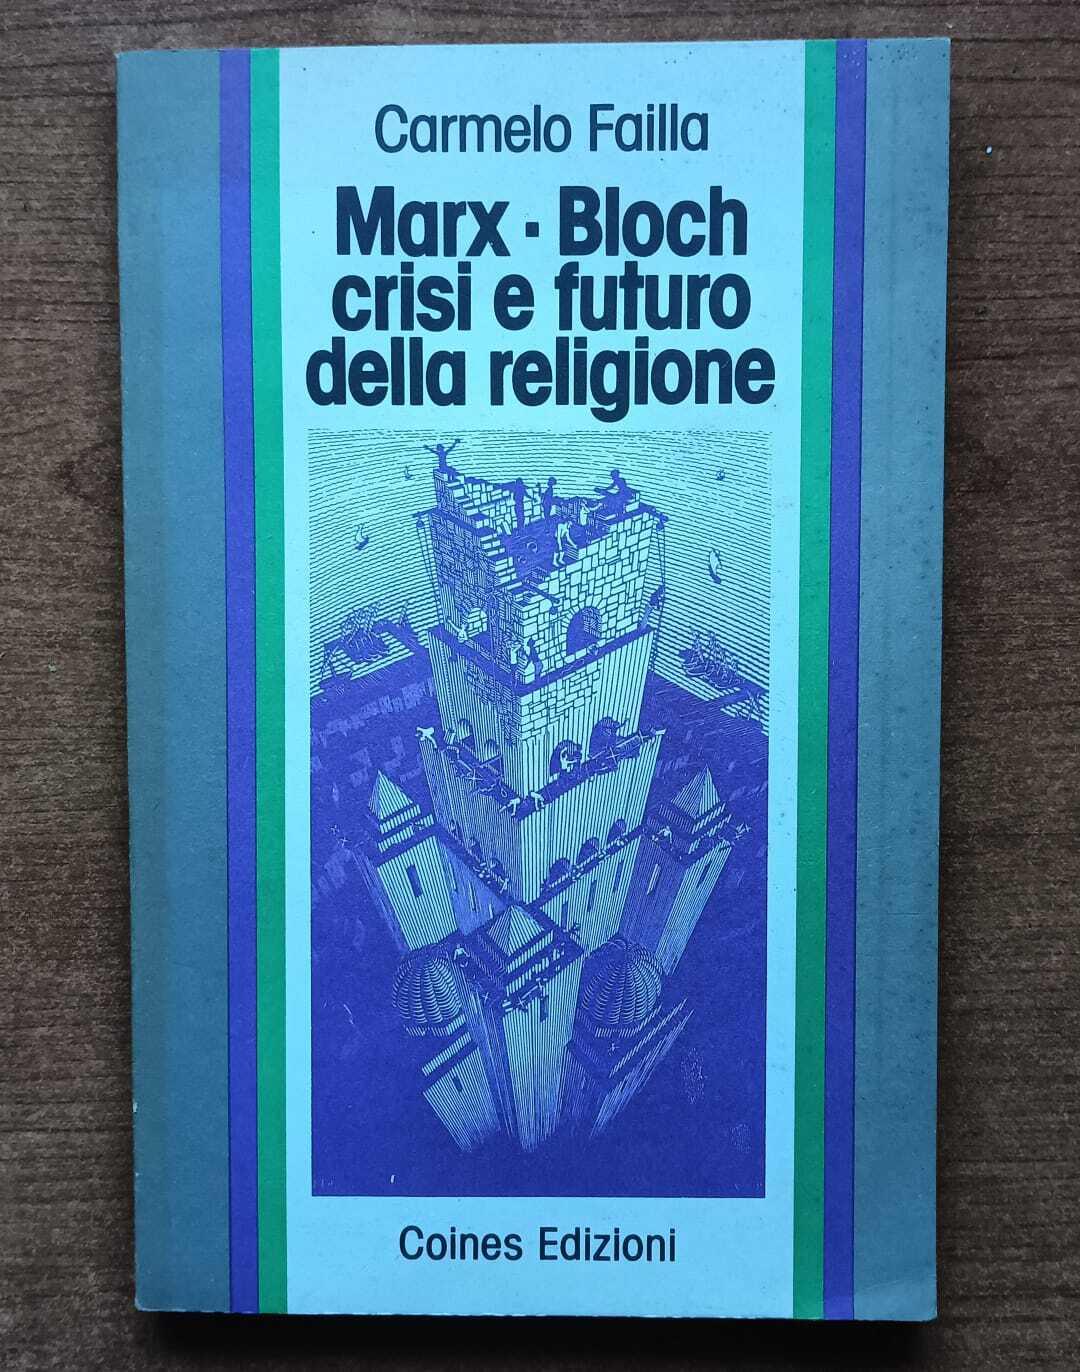 Carmelo Failla
Marx · Bloch
crisi e futuro
della religione
Coines Edizioni